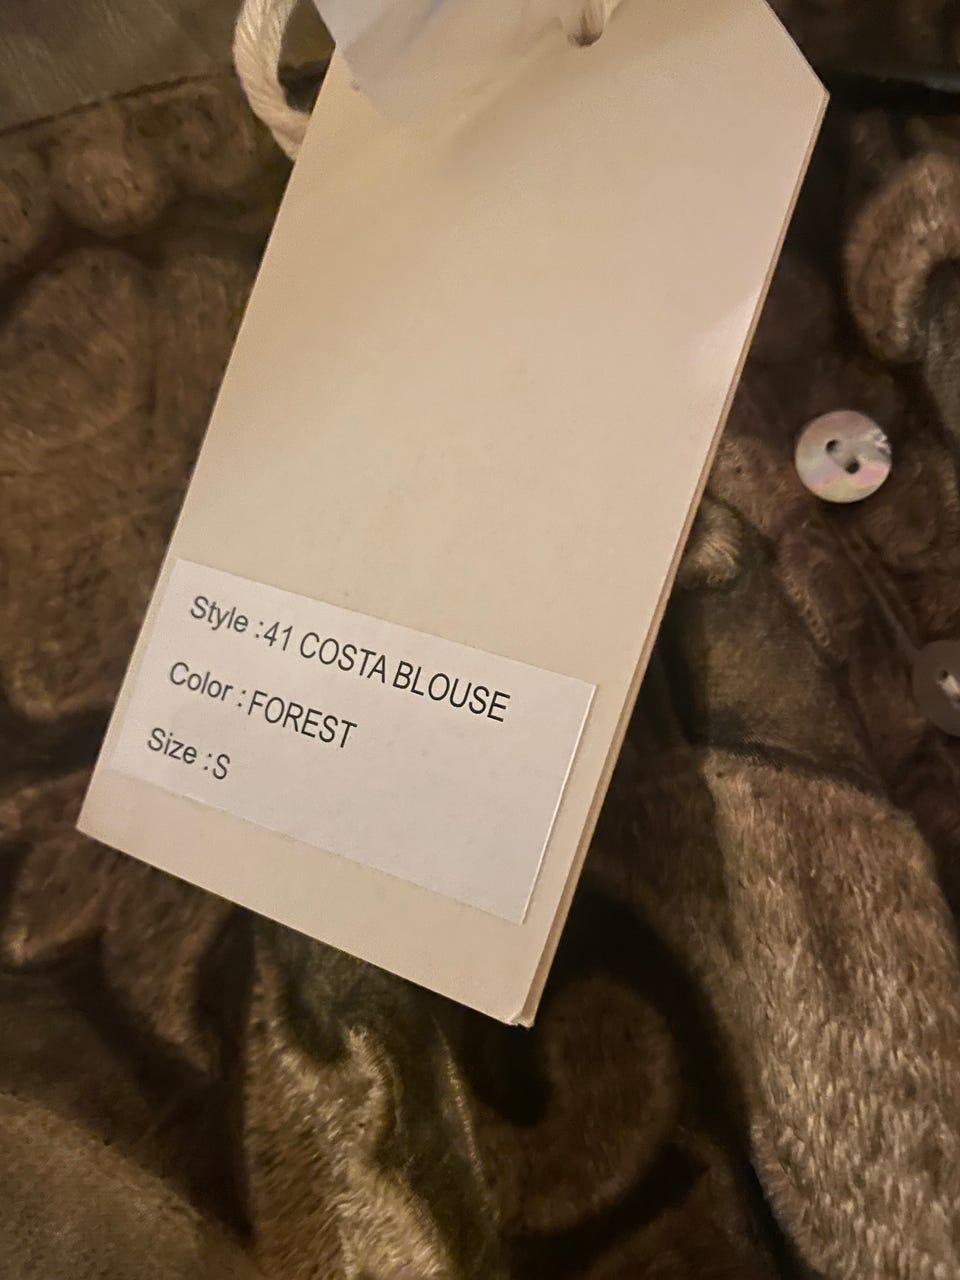 Style :41 COSTA BLOUSE
Color :FOREST
Size :S